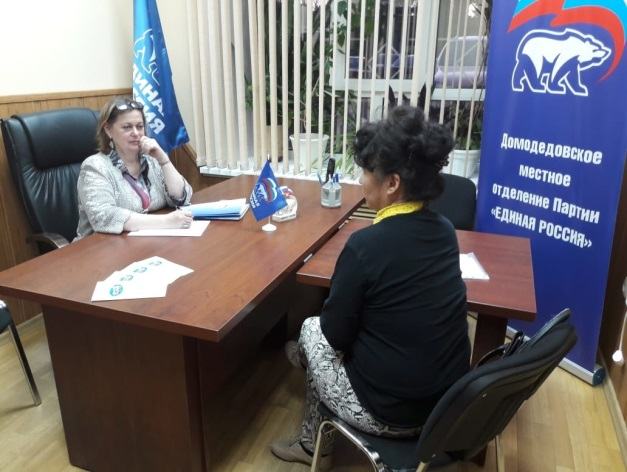 Домодедовское
местное
отделение Партии
«ЕДИНАЯ РОССИЯ»